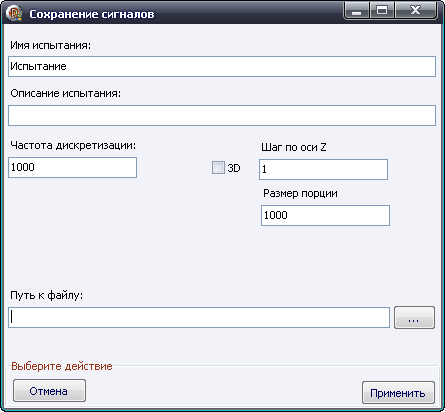 Сохранение сигналов
Имя испытания:
Испытание
Описание испытания:
Частота дискретизации:
Шаг по оси Z
1000
3D
1
Размер порции
1000
Путь к файлу:
...
Выберите действие
Отмена
Применить